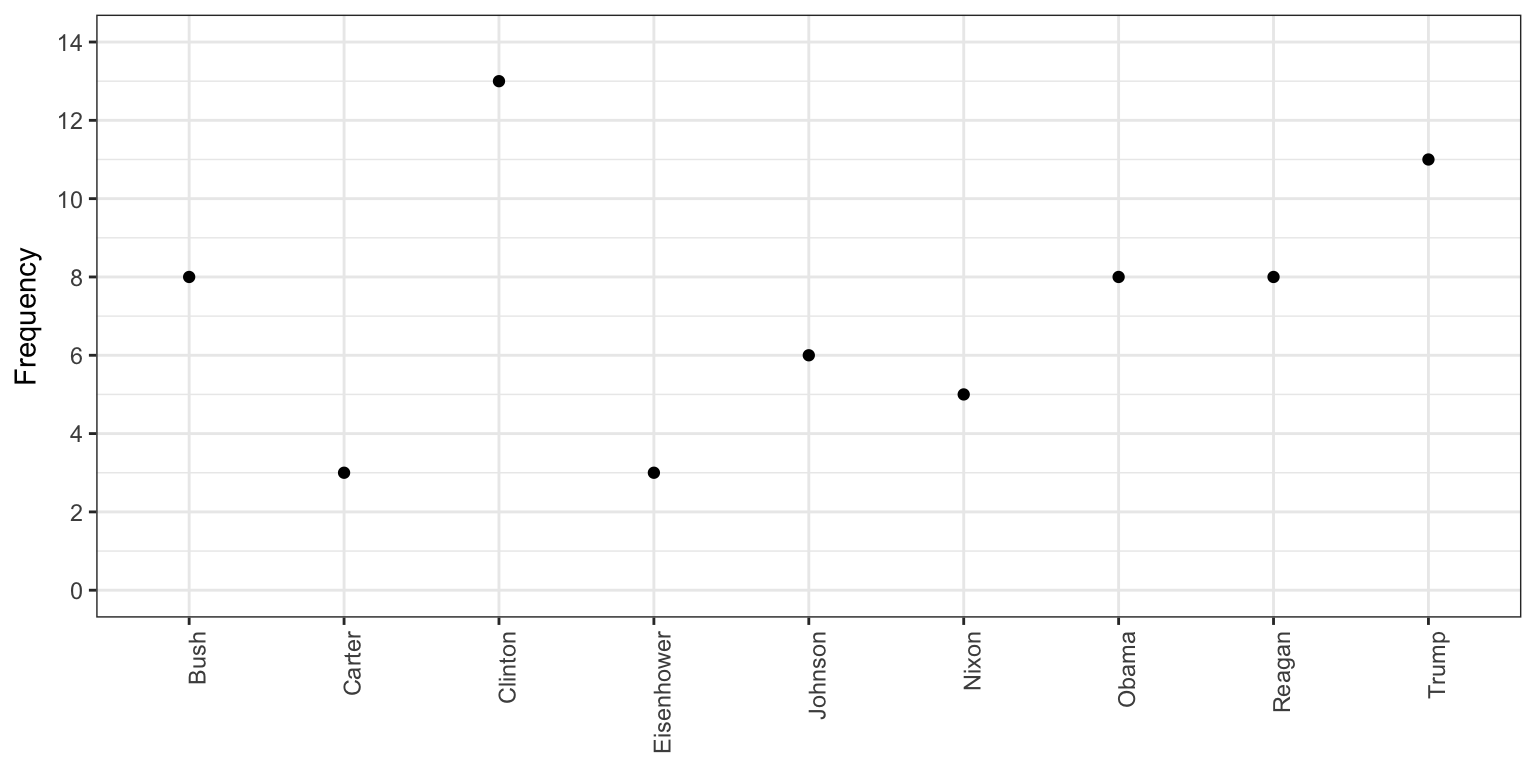 Frequency
14
12
10
8
6
4
2
0
Bush
Carter
Clinton
Eisenhower
Johnson
Nixon
Obama
Reagan
Trump